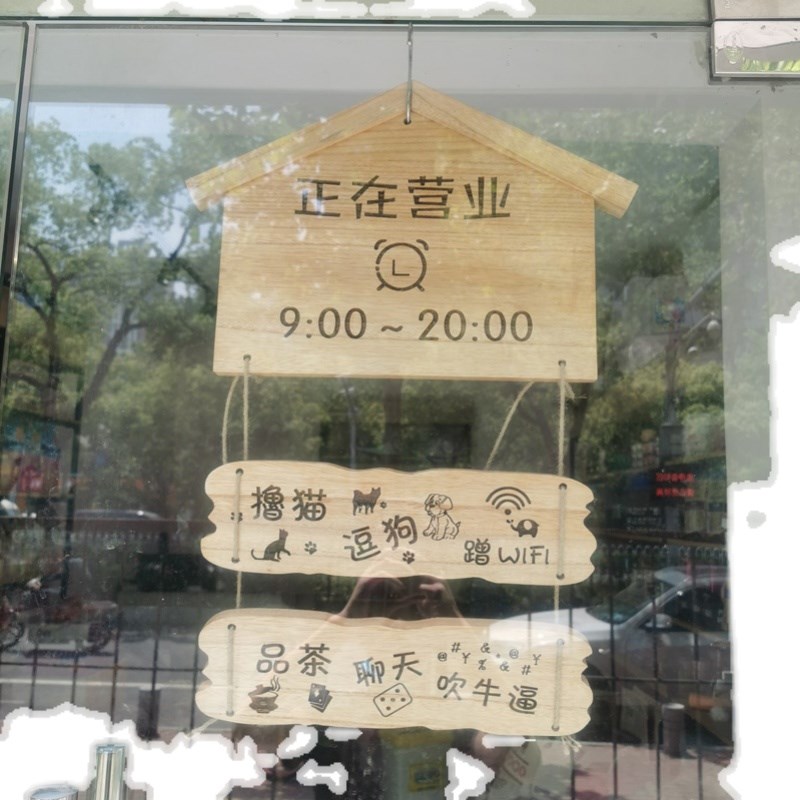 正在营业
9:00 ~ 20:00
撸猫
逗狗
蹭WIFI
品茶
聊天
@#¥%&.&@#¥
吹牛逼